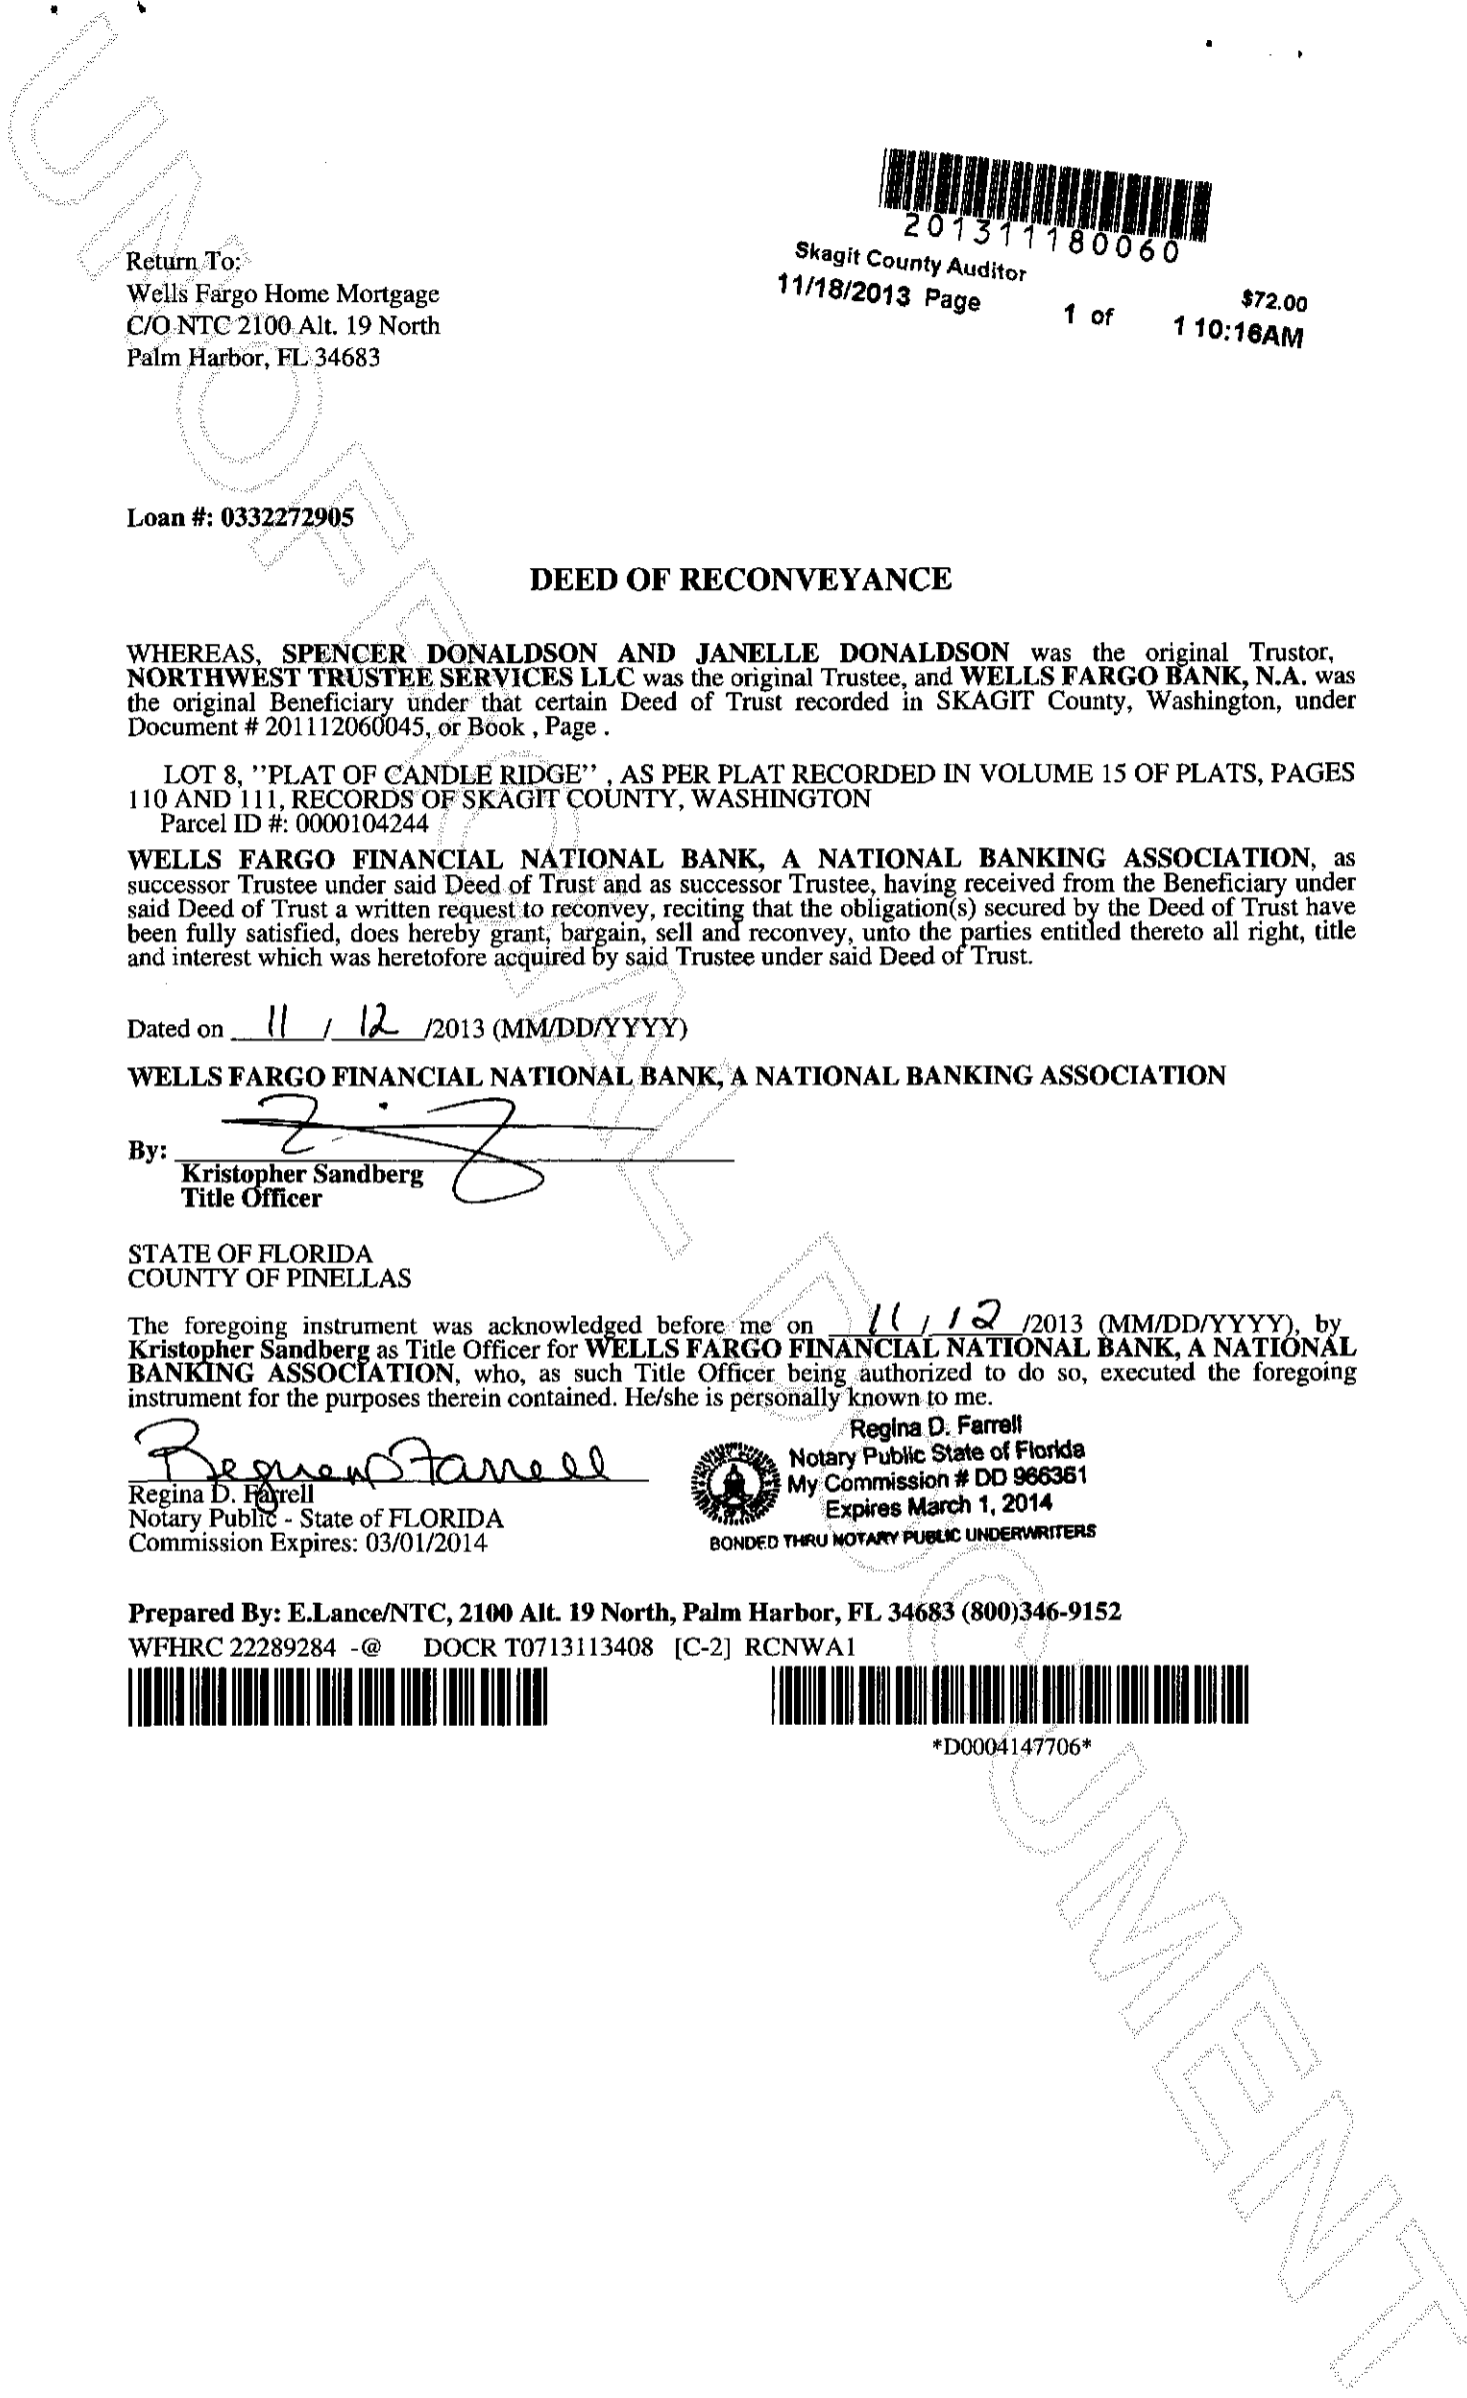 201311180060
Skagit County Auditor
$72.00
11/18/2013 Page 1 of 1 10:16AM
Return To:
Wells Fargo Home Mortgage
C/O NTC 2100 Alt. 19 North
Palm Harbor, FL 34683
Loan #: 0332272905
DEED OF RECONVEYANCE
WHEREAS, SPENCER DONALDSON AND JANELLE DONALDSON was the original Trustor,
NORTHWEST TRUSTEE SERVICES LLC was the original Trustee, and WELLS FARGO BANK, N.A. was
the original Beneficiary under that certain Deed of Trust recorded in SKAGIT County, Washington, under
Document # 201112060045, or Book , Page .
LOT 8, ''PLAT OF CANDLE RIDGE'' , AS PER PLAT RECORDED IN VOLUME 15 OF PLATS, PAGES
110 AND 111, RECORDS OF SKAGIT COUNTY, WASHINGTON
Parcel ID #: 0000104244
WELLS FARGO FINANCIAL NATIONAL BANK, A NATIONAL BANKING ASSOCIATION, as
successor Trustee under said Deed of Trust and as successor Trustee, having received from the Beneficiary under
said Deed of Trust a written request to reconvey, reciting that the obligation(s) secured by the Deed of Trust have
been fully satisfied, does hereby grant, bargain, sell and reconvey, unto the parties entitled thereto all right, title
and interest which was heretofore acquired by said Trustee under said Deed of Trust.
Dated on 11 / 12 /2013 (MM/DD/YYYY)
WELLS FARGO FINANCIAL NATIONAL BANK, A NATIONAL BANKING ASSOCIATION
By:
Kristopher Sandberg
Title Officer
STATE OF FLORIDA
COUNTY OF PINELLAS
The foregoing instrument was acknowledged before me on 11 / 12 /2013 (MM/DD/YYYY), by
Kristopher Sandberg as Title Officer for WELLS FARGO FINANCIAL NATIONAL BANK, A NATIONAL
BANKING ASSOCIATION, who, as such Title Officer being authorized to do so, executed the foregoing
instrument for the purposes therein contained. He/she is personally known to me.
Regina D. Farrell
Notary Public - State of FLORIDA
Commission Expires: 03/01/2014
Regina D. Farrell
Notary Public State of Florida
My Commission # DD 966361
Expires March 1, 2014
BONDED THRU NOTARY PUBLIC UNDERWRITERS
Prepared By: E.Lance/NTC, 2100 Alt. 19 North, Palm Harbor, FL 34683 (800)346-9152
WFHRC 22289284 -@ DOCR T0713113408 [C-2] RCNWA1
*D0004147706*
UNOFFICIAL DOCUMENT